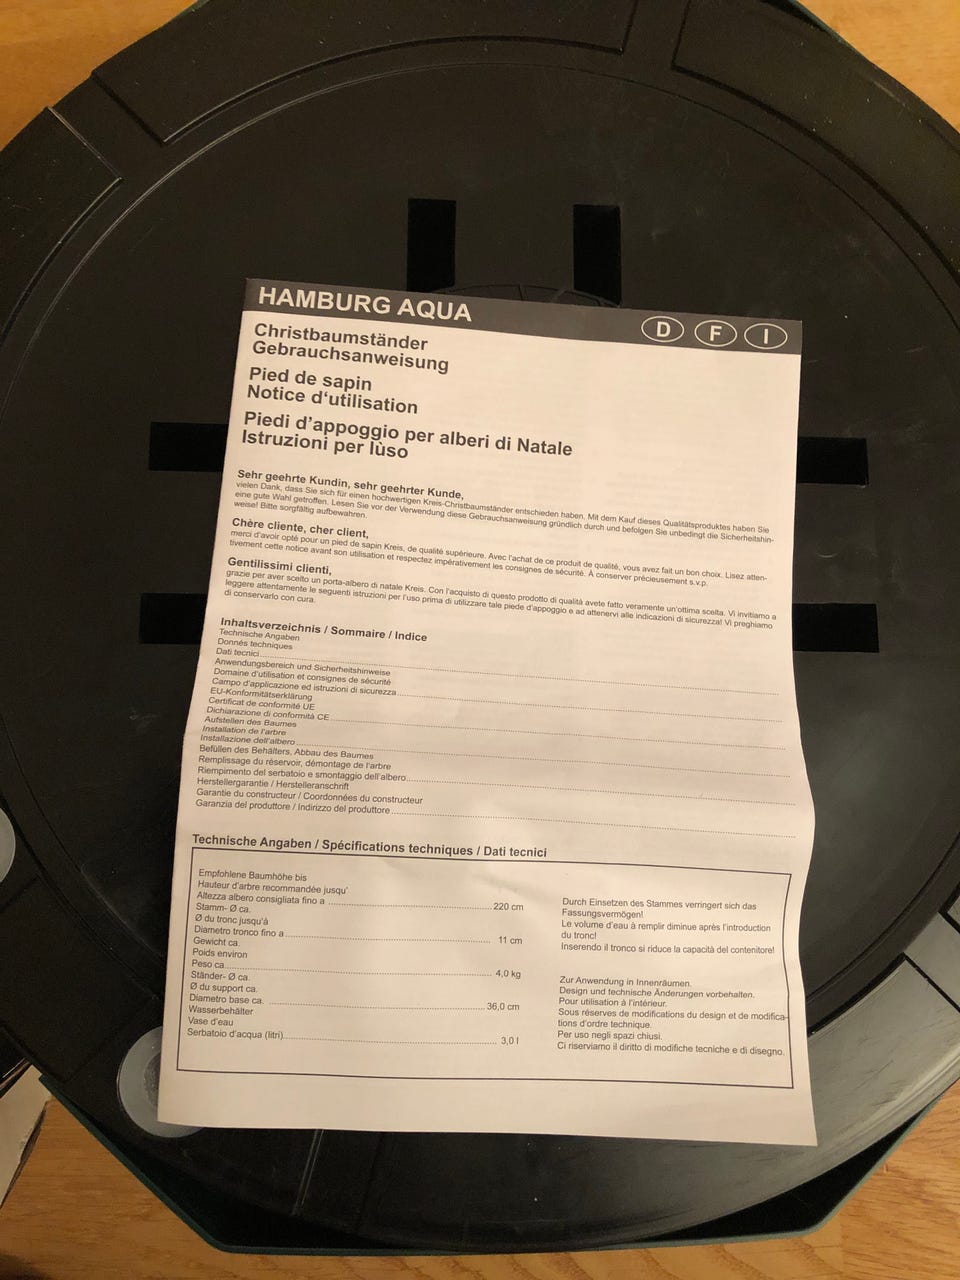 HAMBURG AQUA
D F I
Christbaumständer
Gebrauchsanweisung
Pied de sapin
Notice d‘utilisation
Piedi d’appoggio per alberi di Natale
Istruzioni per lùso
Sehr geehrte Kundin, sehr geehrter Kunde,
vielen Dank, dass Sie sich für einen hochwertigen Kreis-Christbaumständer entschieden haben. Mit dem Kauf dieses Qualitätsproduktes haben Sie
eine gute Wahl getroffen. Lesen Sie vor der Verwendung diese Gebrauchsanweisung gründlich durch und befolgen Sie unbedingt die Sicherheitshin-
weise! Bitte sorgfältig aufbewahren.
Chère cliente, cher client,
merci d’avoir opté pour un pied de sapin Kreis, de qualité supérieure. Avec l’achat de ce produit de qualité, vous avez fait un bon choix. Lisez atten-
tivement cette notice avant son utilisation et respectez impérativement les consignes de sécurité. À conserver précieusement s.v.p.
Gentilissimi clienti,
grazie per aver scelto un porta-albero di natale Kreis. Con l’acquisto di questo prodotto di qualità avete fatto veramente un’ottima scelta. Vi invitiamo a
leggere attentamente le seguenti istruzioni per l’uso prima di utilizzare tale piede d’appoggio e ad attenervi alle indicazioni di sicurezza! Vi preghiamo
di conservarlo con cura.
Inhaltsverzeichnis / Sommaire / Indice
Technische Angaben
Donnés techniques
Dati tecnici
Anwendungsbereich und Sicherheitshinweise
Domaine d’utilisation et consignes de sécurité
Campo d’applicazione ed istruzioni di sicurezza
EU-Konformitätserklärung
Certificat de conformité UE
Dichiarazione di conformità CE
Aufstellen des Baumes
Installation de l’arbre
Installazione dell’albero
Befüllen des Behälters, Abbau des Baumes
Remplissage du réservoir, démontage de l’arbre
Riempimento del serbatoio e smontaggio dell’albero
Herstellergarantie / Herstelleranschrift
Garantie du constructeur / Coordonnées du constructeur
Garanzia del produttore / Indirizzo del produttore
Technische Angaben / Spécifications techniques / Dati tecnici
Empfohlene Baumhöhe bis
Hauteur d’arbre recommandée jusqu’
Altezza albero consigliata fino a 220 cm
Stamm- Ø ca.
Ø du tronc jusqu’à
Diametro tronco fino a 11 cm
Gewicht ca.
Poids environ
Peso ca. 4,0 kg
Ständer- Ø ca.
Ø du support ca.
Diametro base ca. 36,0 cm
Wasserbehälter
Vase d’eau
Serbatoio d’acqua (litri) 3,0 l
Durch Einsetzen des Stammes verringert sich das
Fassungsvermögen!
Le volume d’eau à remplir diminue après l’introduction
du tronc!
Inserendo il tronco si riduce la capacità del contenitore!
Zur Anwendung in Innenräumen.
Design und technische Änderungen vorbehalten.
Pour utilisation à l’intérieur.
Sous réserves de modifications du design et de modifica-
tions d’ordre technique.
Per uso negli spazi chiusi.
Ci riserviamo il diritto di modifiche tecniche e di disegno.